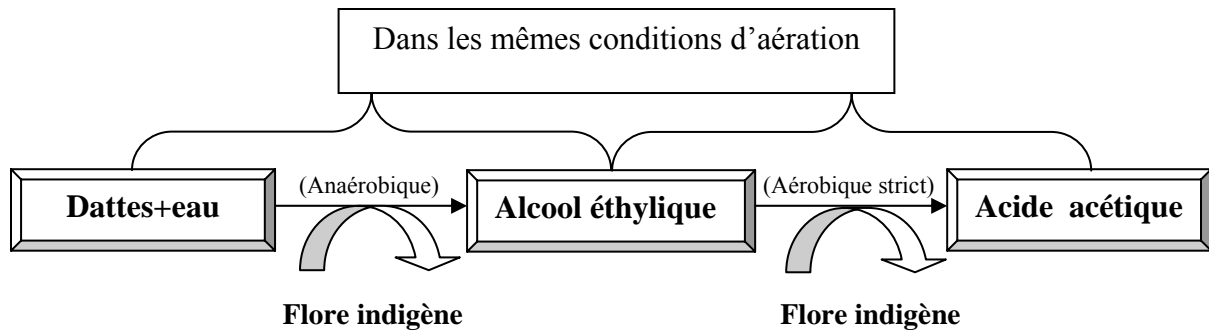 Dans les mêmes conditions d’aération
(Anaérobique)
(Aérobique strict)
Dattes+eau
Alcool éthylique
Acide acétique
Flore indigène
Flore indigène